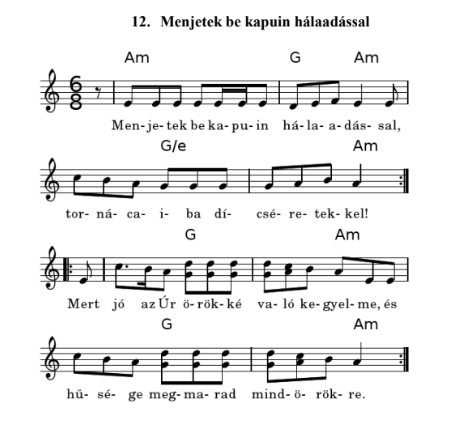 12. Menjetek be kapuin hálaadással
Am G Am
Men-je-tek be ka-pu-in há-la-a-dás-sal,
G/e Am
tor-ná-ca-i-ba dí-csé-re-tek-kel!
G Am
Mert jó az Úr ö-rök-ké va-ló ke-gyel-me, és
G Am
hű-sé-ge meg-ma-rad mind-ö-rök-re.